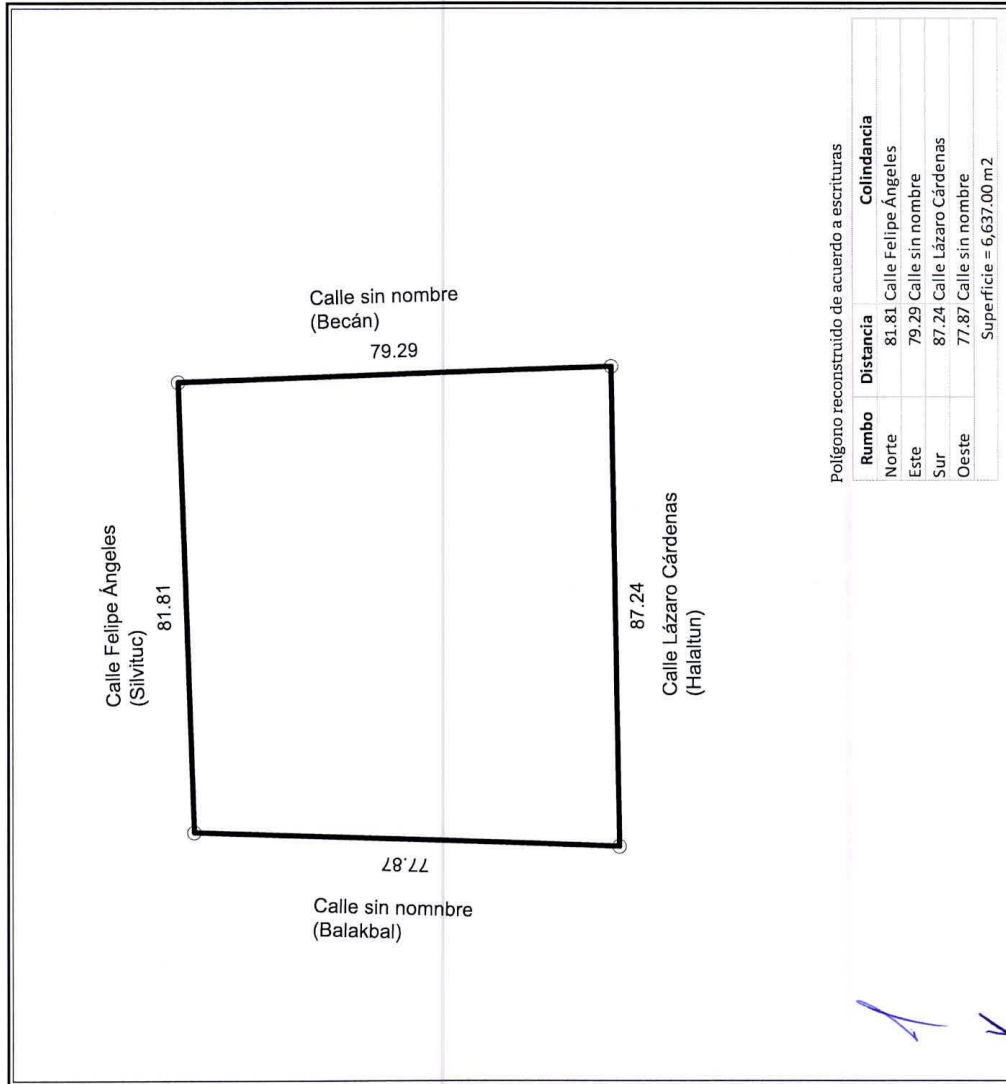 Calle Felipe Ángeles
(Silvituc)
81.81
Calle sin nombre
(Becán)
79.29
Calle sin nomnbre
(Balakbal)
77.87
87.24
Calle Lázaro Cárdenas
(Halaltun)
Polígono reconstruido de acuerdo a escrituras
Rumbo Distancia Colindancia
Norte 81.81 Calle Felipe Ángeles
Este 79.29 Calle sin nombre
Sur 87.24 Calle Lázaro Cárdenas
Oeste 77.87 Calle sin nombre
Superficie = 6,637.00 m2